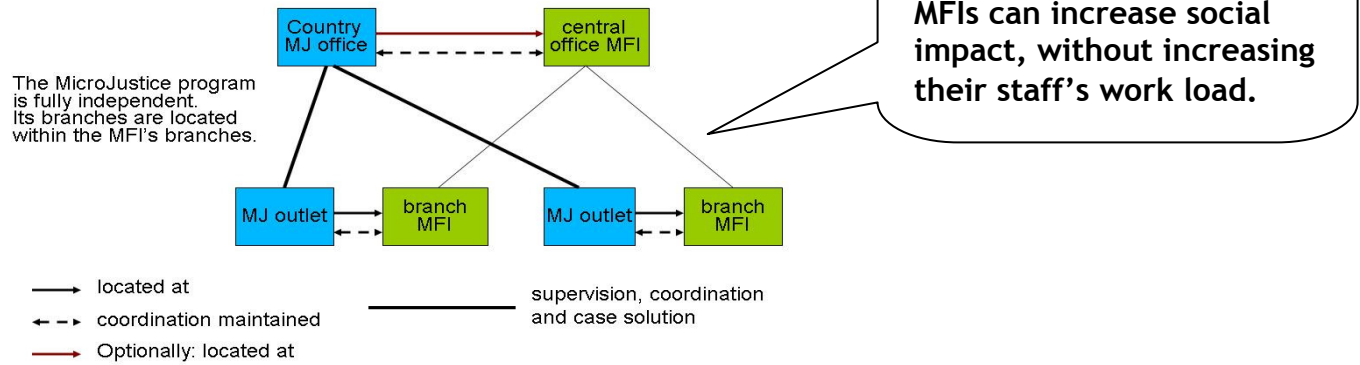 Country
MJ office
central
office MFI
MFIs can increase social
impact, without increasing
their staff's work load.
The MicroJustice program
is fully independent.
Its branches are located
within the MFI's branches.
MJ outlet
branch
MFI
MJ outlet
branch
MFI
located at
coordination maintained
Optionally: located at
supervision, coordination
and case solution